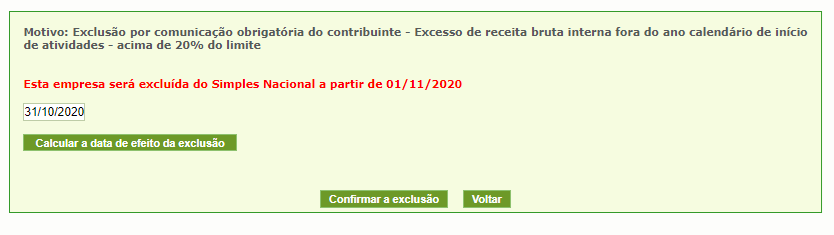 Motivo: Exclusão por comunicação obrigatória do contribuinte - Excesso de receita bruta interna fora do ano calendário de início
de atividades - acima de 20% do limite
Esta empresa será excluída do Simples Nacional a partir de 01/11/2020
31/10/2020
Calcular a data de efeito da exclusão
Confirmar a exclusão Voltar